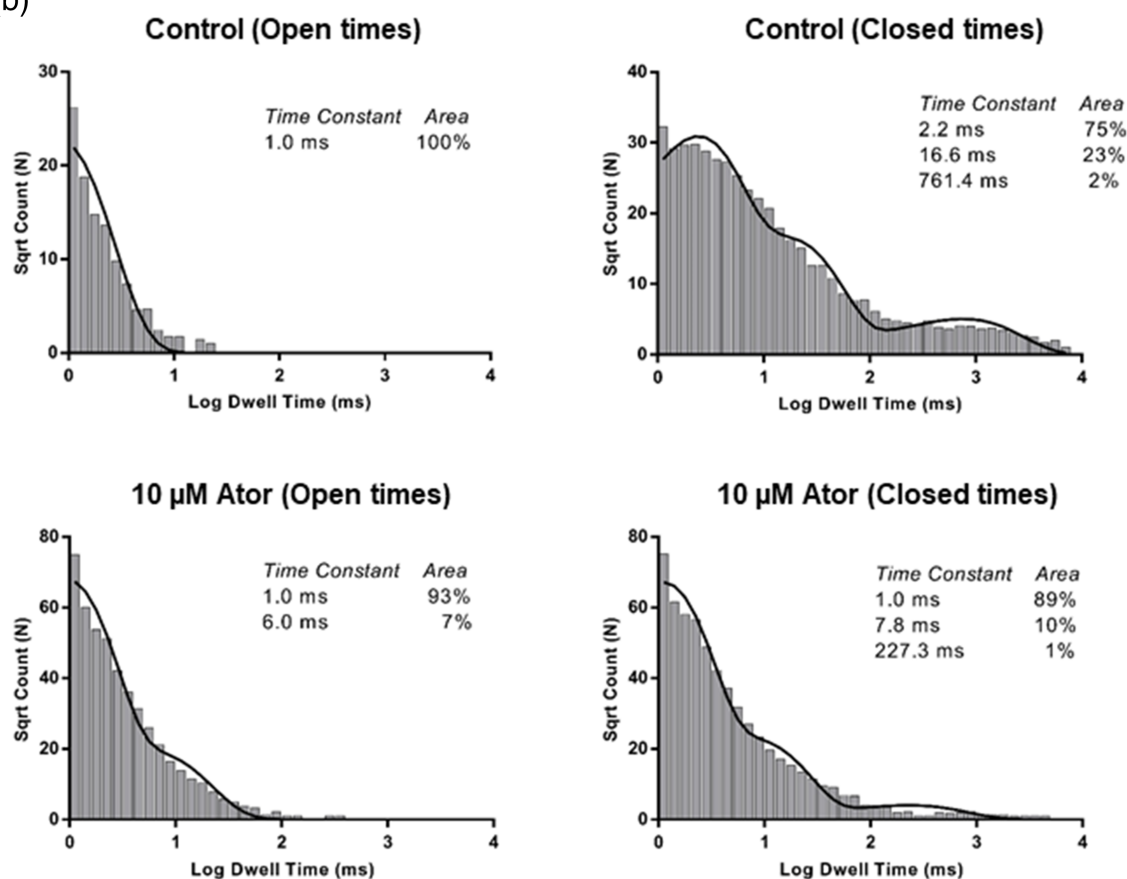 b)
Control (Open times)
Sqrt Count (N)
30
20
10
0
Time Constant Area
1.0 ms 100%
0 1 2 3 4
Log Dwell Time (ms)
Control (Closed times)
Sqrt Count (N)
40
30
20
10
0
Time Constant Area
2.2 ms 75%
16.6 ms 23%
761.4 ms 2%
0 1 2 3 4
Log Dwell Time (ms)
10 µM Ator (Open times)
Sqrt Count (N)
80
60
40
20
0
Time Constant Area
1.0 ms 93%
6.0 ms 7%
0 1 2 3 4
Log Dwell Time (ms)
10 µM Ator (Closed times)
Sqrt Count (N)
80
60
40
20
0
Time Constant Area
1.0 ms 89%
7.8 ms 10%
227.3 ms 1%
0 1 2 3 4
Log Dwell Time (ms)